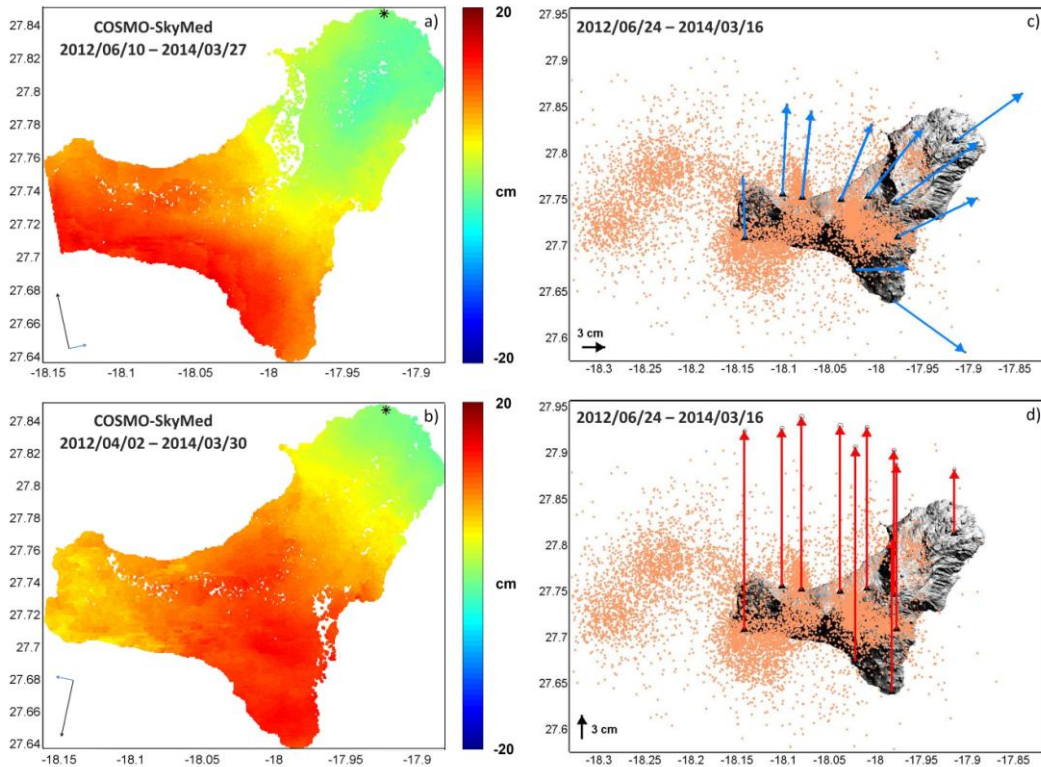 COSMO-SkyMed
2012/06/10 – 2014/03/27
a)
27.84
27.82
27.8
27.78
27.76
27.74
27.72
27.7
27.68
27.66
27.64
-18.15 -18.1 -18.05 -18 -17.95 -17.9
20
cm
-20
2012/06/24 – 2014/03/16
c)
27.95
27.9
27.85
27.8
27.75
27.7
27.65
27.6
3 cm
-18.3 -18.25 -18.2 -18.15 -18.1 -18.05 -18 -17.95 -17.9 -17.85
COSMO-SkyMed
2012/04/02 – 2014/03/30
b)
27.84
27.82
27.8
27.78
27.76
27.74
27.72
27.7
27.68
27.66
27.64
-18.15 -18.1 -18.05 -18 -17.95 -17.9
20
cm
-20
2012/06/24 – 2014/03/16
d)
27.95
27.9
27.85
27.8
27.75
27.7
27.65
27.6
3 cm
-18.3 -18.25 -18.2 -18.15 -18.1 -18.05 -18 -17.95 -17.9 -17.85